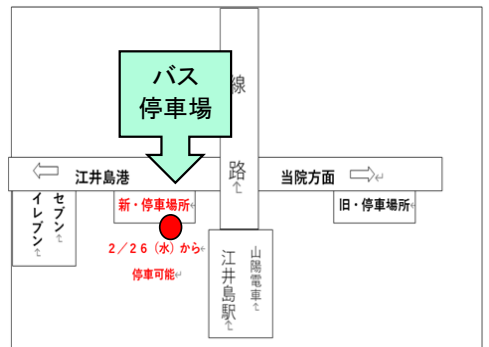 バス
停車場
線
路
江井島港
当院方面
新・停車場所
旧・停車場所
セブン
イレブン
2/26(水)から
停車可能
山陽電車
江井島駅